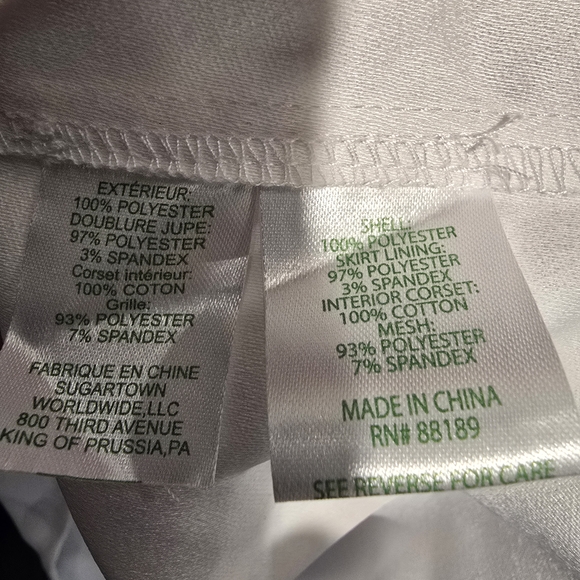 EXTÉRIEUR:
100% POLYESTER
DOUBLURE JUPE:
97% POLYESTER
3% SPANDEX
Corset intérieur:
100% COTON
Grille:
93% POLYESTER
7% SPANDEX
FABRIQUE EN CHINE
SUGARTOWN
WORLDWIDE,LLC
800 THIRD AVENUE
KING OF PRUSSIA,PA
SHELL:
100% POLYESTER
SKIRT LINING:
97% POLYESTER
3% SPANDEX
INTERIOR CORSET:
100% COTTON
MESH:
93% POLYESTER
7% SPANDEX
MADE IN CHINA
RN# 88189
SEE REVERSE FOR CARE